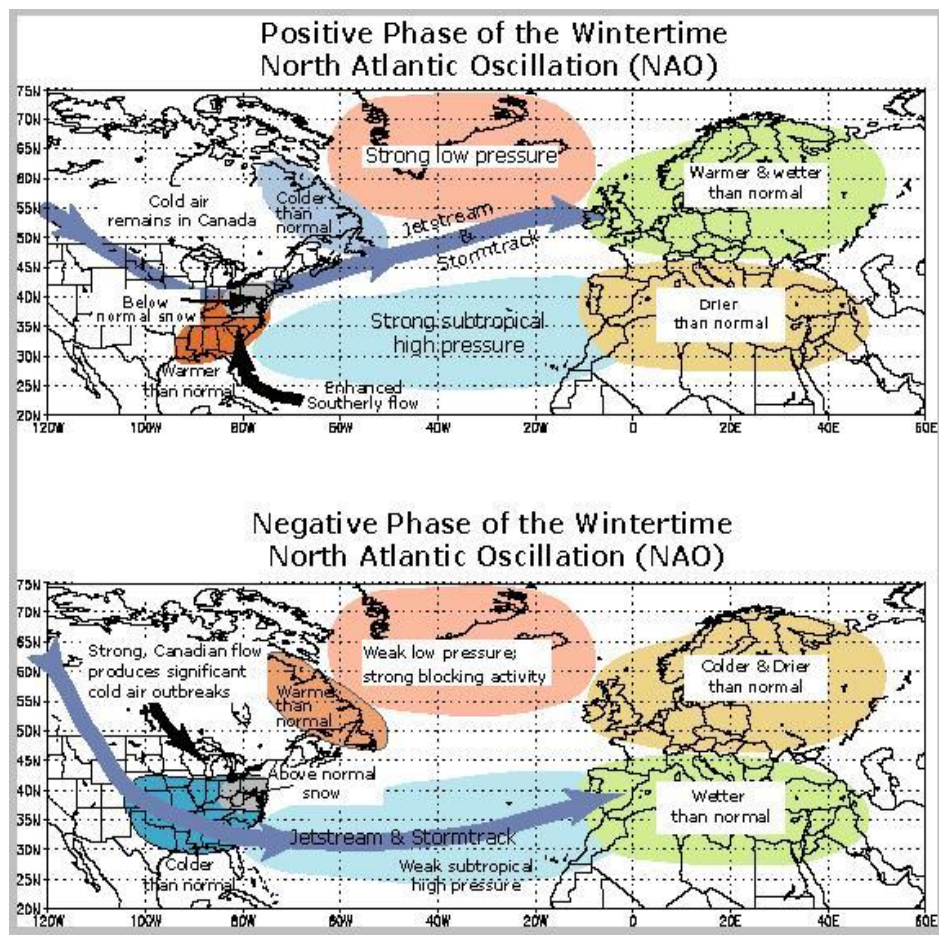 Positive Phase of the Wintertime
North Atlantic Oscillation (NAO)
75N
70N
65N
60N
55N
50N
45N
40N
35N
30N
25N
20N
Strong low pressure
Warmer & wetter
than normal
Cold air
remains in Canada
Colder
than
normal
Jetstream
&
Stormtrack
Below
normal snow
Strong subtropical
high pressure
Drier
than normal
Warmer
than normal
Enhanced
Southerly flow
120W 100W 80W 60W 40W 20W 0 20E 40E 60E
Negative Phase of the Wintertime
North Atlantic Oscillation (NAO)
75N
70N
65N
60N
55N
50N
45N
40N
35N
30N
25N
20N
Strong, Canadian flow
produces significant
cold air outbreaks
Weak low pressure;
strong blocking activity
Colder & Drier
than normal
Warmer
than
normal
Above normal
snow
Wetter
than normal
Jetstream & Stormtrack
Colder
than normal
Weak subtropical
high pressure
120W 100W 80W 60W 40W 20W 0 20E 40E 60E